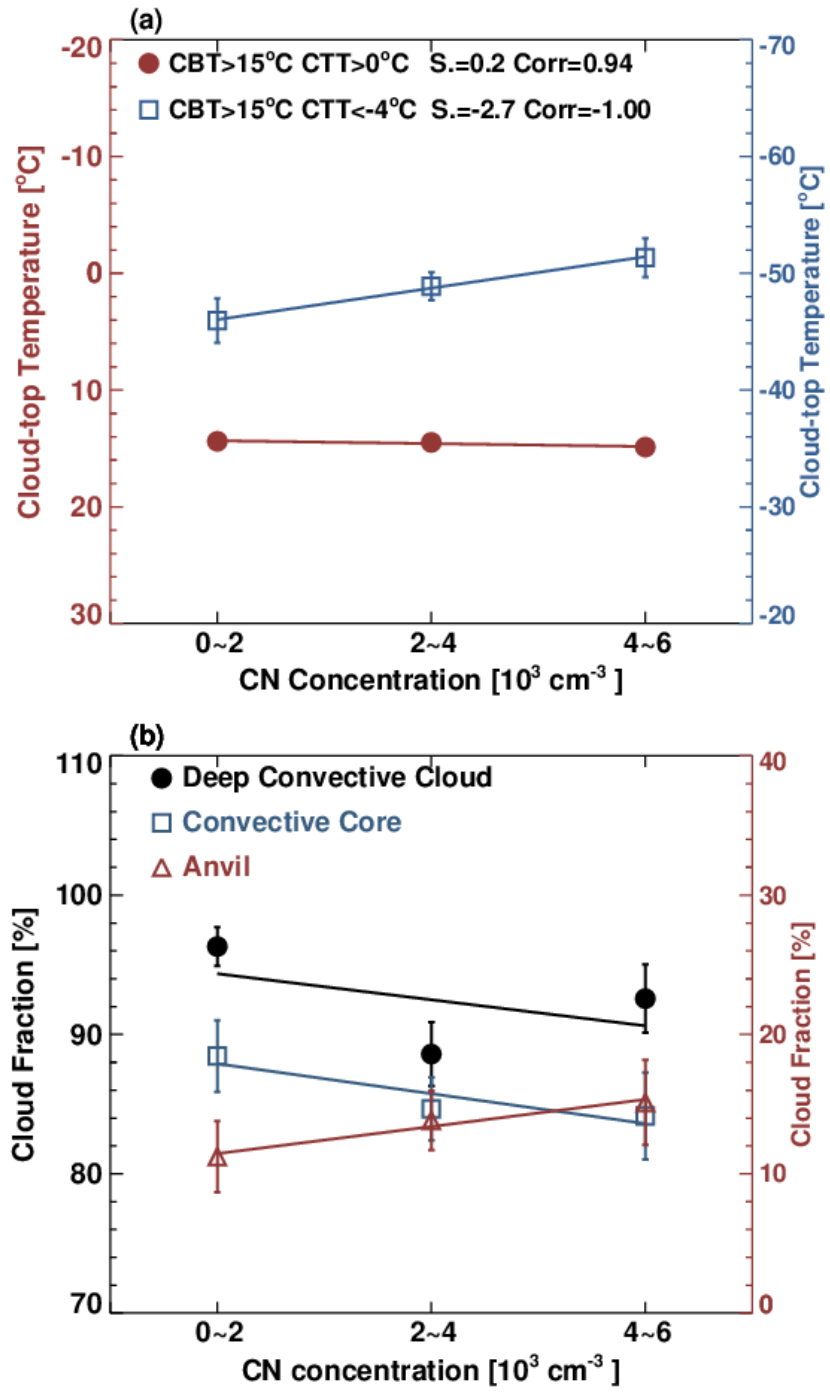 (a)
-20
-10
0
10
20
30
Cloud-top Temperature [°C]
CBT>15°C CTT>0°C S.=0.2 Corr=0.94
CBT>15°C CTT<-4°C S.=-2.7 Corr=-1.00
-70
-60
-50
-40
-30
-20
Cloud-top Temperature [°C]
0~2
2~4
4~6
CN Concentration [10³ cm⁻³ ]
(b)
110
100
90
80
70
Cloud Fraction [%]
Deep Convective Cloud
Convective Core
Anvil
40
30
20
10
0
Cloud Fraction [%]
0~2
2~4
4~6
CN concentration [10³ cm⁻³ ]